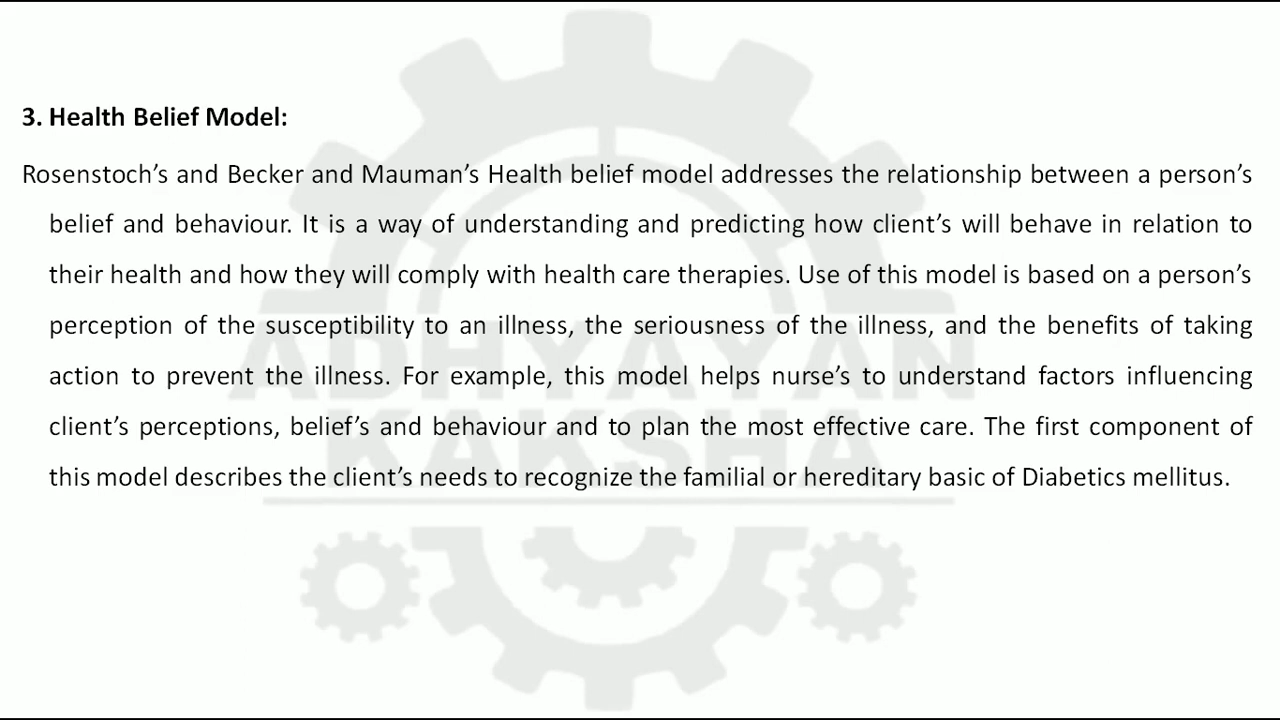 3. Health Belief Model:
Rosenstoch's and Becker and Mauman's Health belief model addresses the relationship between a person's
belief and behaviour. It is a way of understanding and predicting how client's will behave in relation to
their health and how they will comply with health care therapies. Use of this model is based on a person's
perception of the susceptibility to an illness, the seriousness of the illness, and the benefits of taking
action to prevent the illness. For example, this model helps nurse's to understand factors influencing
client's perceptions, belief's and behaviour and to plan the most effective care. The first component of
this model describes the client's needs to recognize the familial or hereditary basic of Diabetics mellitus.
ADHYAYAN
KAKSHA